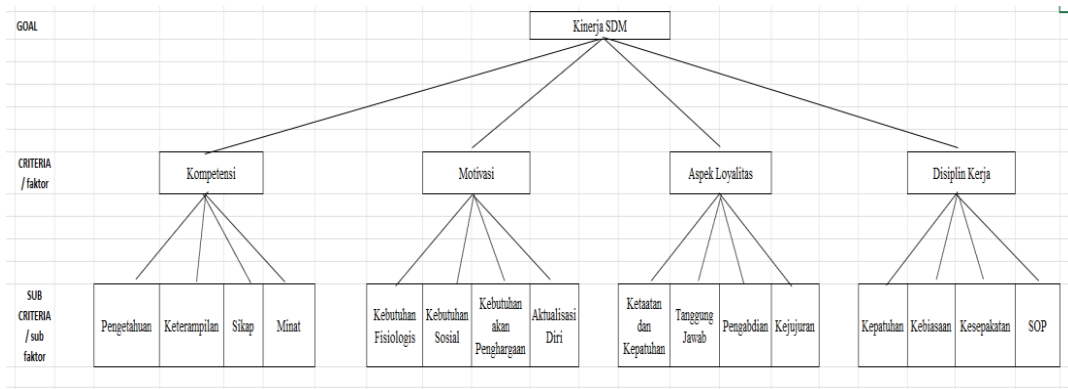 GOAL
Kinerja SDM
CRITERIA
/ faktor
Kompetensi
Motivasi
Aspek Loyalitas
Disiplin Kerja
SUB
CRITERIA
/ sub
faktor
Pengetahuan
Keterampilan
Sikap
Minat
Kebutuhan
Fisiologis
Kebutuhan
Sosial
Kebutuhan
akan
Penghargaan
Aktualisasi
Diri
Ketaatan
dan
Kepatuhan
Tanggung
Jawab
Pengabdian
Kejujuran
Kepatuhan
Kebiasaan
Kesepakatan
SOP